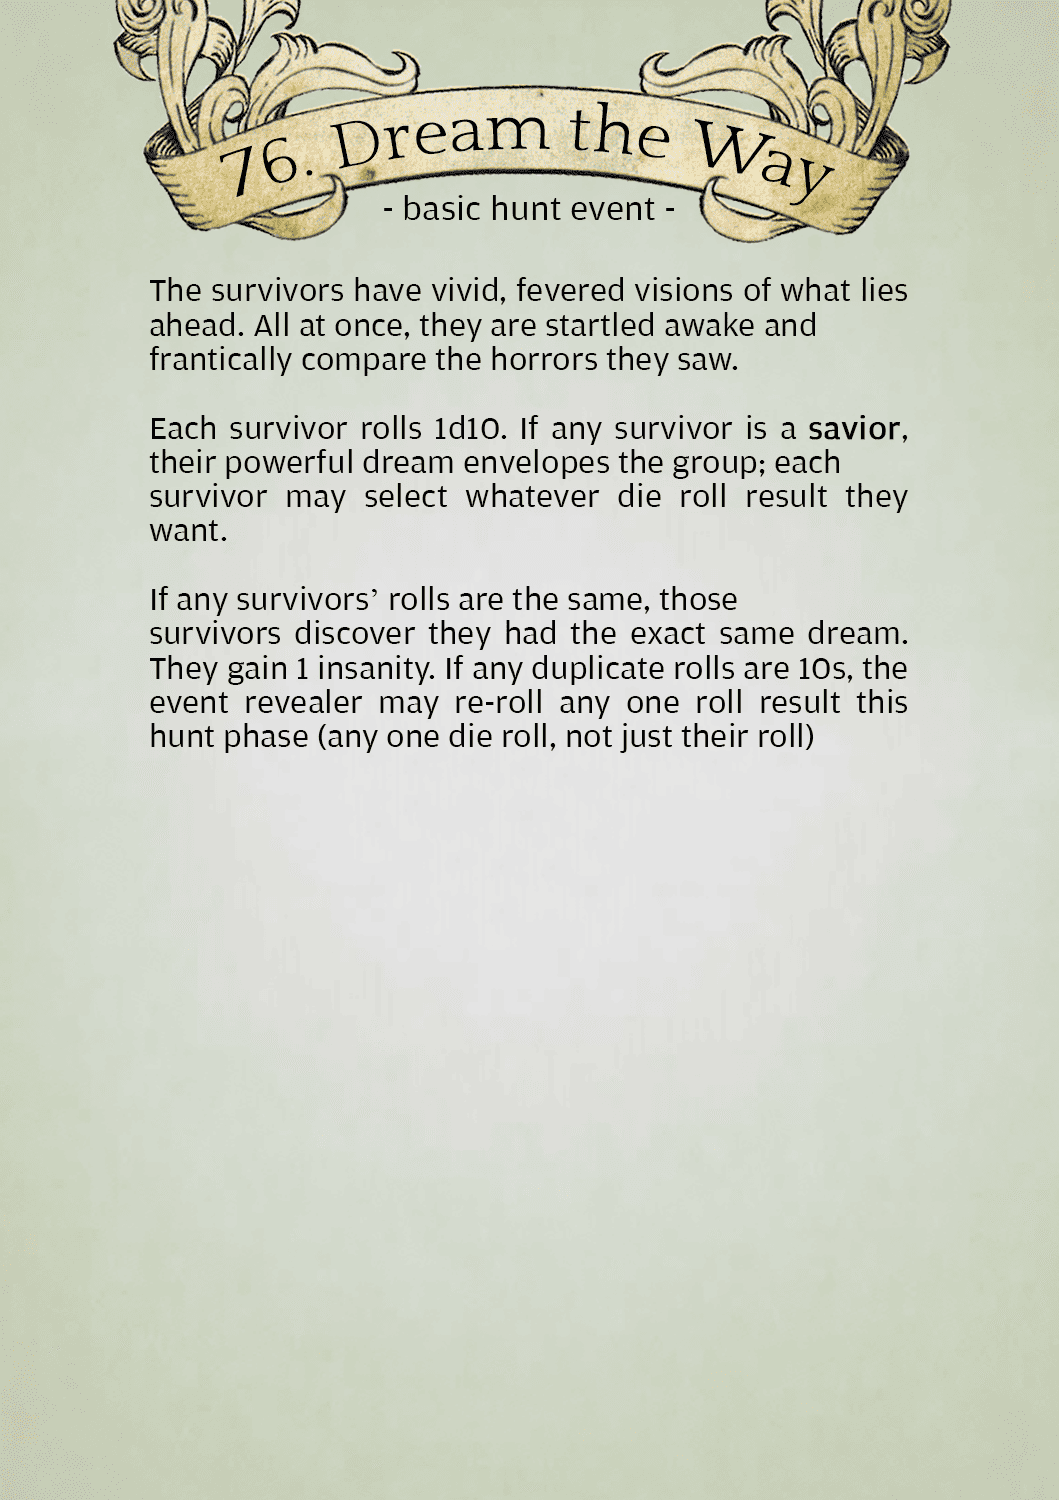 76. Dream the Way
- basic hunt event -
The survivors have vivid, fevered visions of what lies
ahead. All at once, they are startled awake and
frantically compare the horrors they saw.
Each survivor rolls 1d10. If any survivor is a savior,
their powerful dream envelopes the group; each
survivor may select whatever die roll result they
want.
If any survivors’ rolls are the same, those
survivors discover they had the exact same dream.
They gain 1 insanity. If any duplicate rolls are 10s, the
event revealer may re-roll any one roll result this
hunt phase (any one die roll, not just their roll)